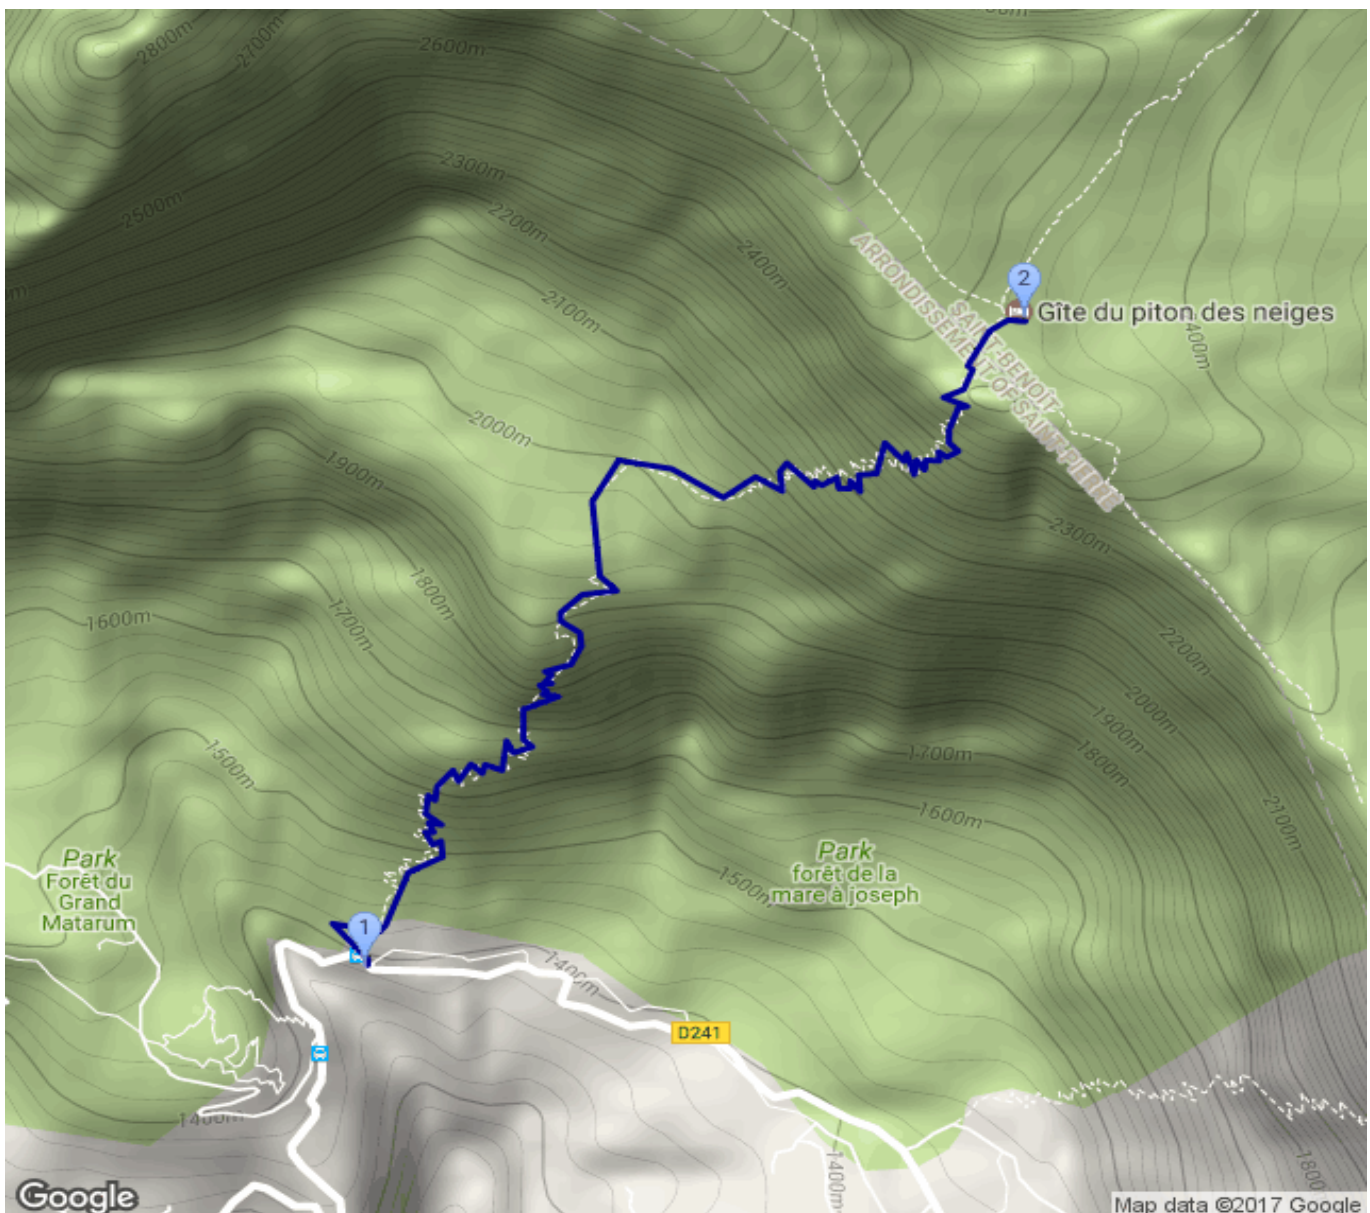 2800m
2700m
2600m
2500m
2300m
2200m
2400m
2100m
ARRONDISSEMENT OF SAINT-PIERRE
SAINT-BENOÎT
2
Gîte du piton des neiges
2000m
1900m
1800m
1700m
1600m
2300m
2200m
2000m
1900m
1800m
2100m
1700m
1600m
1500m
1500m
Park
Forêt du
Grand
Matarum
Park
forêt de la
mare à joseph
1
1400m
D241
1400m
1400m
1800m
Google
Map data ©2017 Google